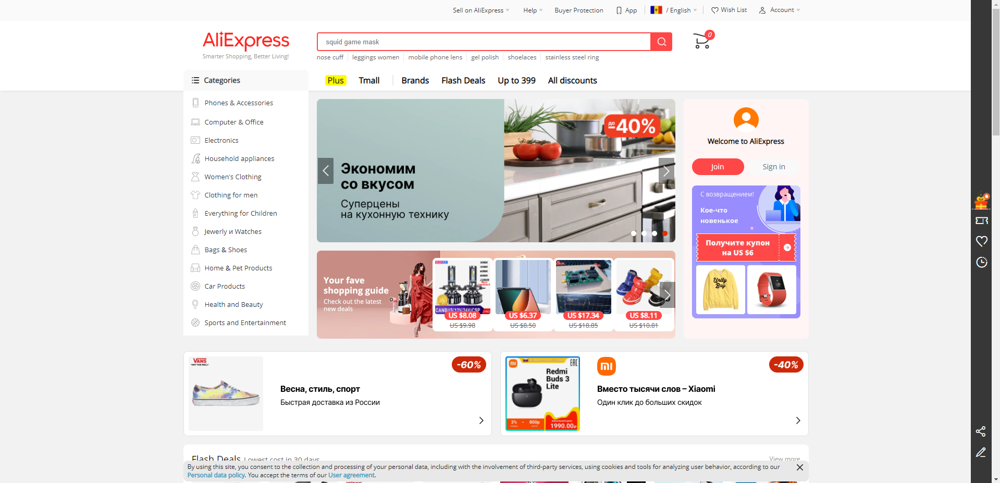 Sell on AliExpress
Help
Buyer Protection
App
/ English
Wish List
Account
AliExpress
Smarter Shopping, Better Living!
squid game mask
0
nose cuff
leggings women
mobile phone lens
gel polish
shoelaces
stainless steel ring
Categories
Plus
Tmall
Brands
Flash Deals
Up to 399
All discounts
Phones & Accessories
Computer & Office
Electronics
Household appliances
Women's Clothing
Clothing for men
Everything for Children
Jewerly и Watches
Bags & Shoes
Home & Pet Products
Car Products
Health and Beauty
Sports and Entertainment
до
-40%
Экономим
со вкусом
Суперцены
на кухонную технику
Welcome to AliExpress
Join
Sign in
С возвращением!
Кое-что
новенькое
Получите купон
на US $6
Unity
Bay
Your fave
shopping guide
Check out the latest
new deals
CANBUS/12V/24V/CSP
US $8.08
US $9.98
US $6.37
US $8.50
US $17.34
US $18.85
US $8.11
US $10.81
VANS
"OFF THE WALL"
-60%
Весна, стиль, спорт
Быстрая доставка из России
mi
EAC
Redmi
Buds 3
Lite
3% - 800р
1990.00₽
mi
-40%
Вместо тысячи слов – Xiaomi
Один клик до больших скидок
Flash Deals
Lowest cost in 30 days
View more
By using this site, you consent to the collection and processing of your personal data, including with the involvement of third-party services, using cookies and tools for analyzing user behavior, according to our
Personal data policy. You accept the terms of our User agreement.